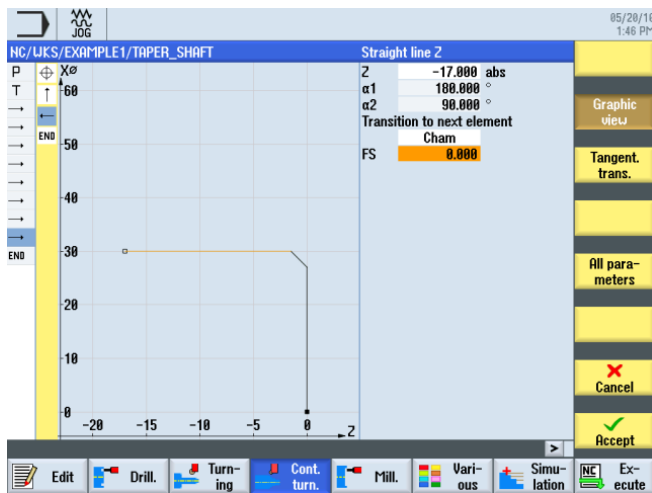 JOG
05/20/16
1:46 PM
NC/WKS/EXAMPLE1/TAPER_SHAFT
Straight line Z
P
T
END
END
XØ
60
50
40
30
20
10
0
-20 -15 -10 -5 0 Z
Z -17.000 abs
α1 180.000 °
α2 90.000 °
Transition to next element
Cham
FS 0.000
Graphic
view
Tangent.
trans.
All para-
meters
Cancel
Accept
>
Edit
Drill.
Turn-
ing
Cont.
turn.
Mill.
Vari-
ous
Simu-
lation
NC
Ex-
ecute